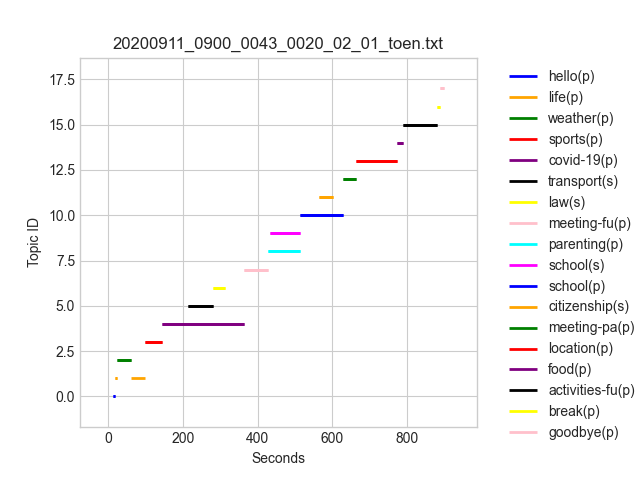 20200911_0900_0043_0020_02_01_toen.txt
17.5
15.0
12.5
10.0
7.5
5.0
2.5
0.0
Topic ID
0 200 400 600 800
Seconds
hello(p)
life(p)
weather(p)
sports(p)
covid-19(p)
transport(s)
law(s)
meeting-fu(p)
parenting(p)
school(s)
school(p)
citizenship(s)
meeting-pa(p)
location(p)
food(p)
activities-fu(p)
break(p)
goodbye(p)